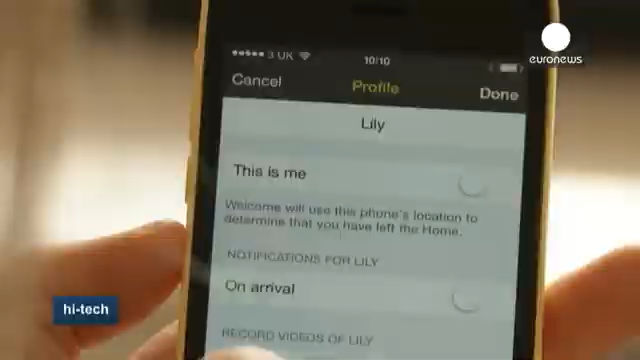 euronews
3 UK
10/10
Cancel
Profile
Done
Lily
This is me
Welcome will use this phone's location to
determine that you have left the Home.
NOTIFICATIONS FOR LILY
On arrival
hi-tech
RECORD VIDEOS OF LILY